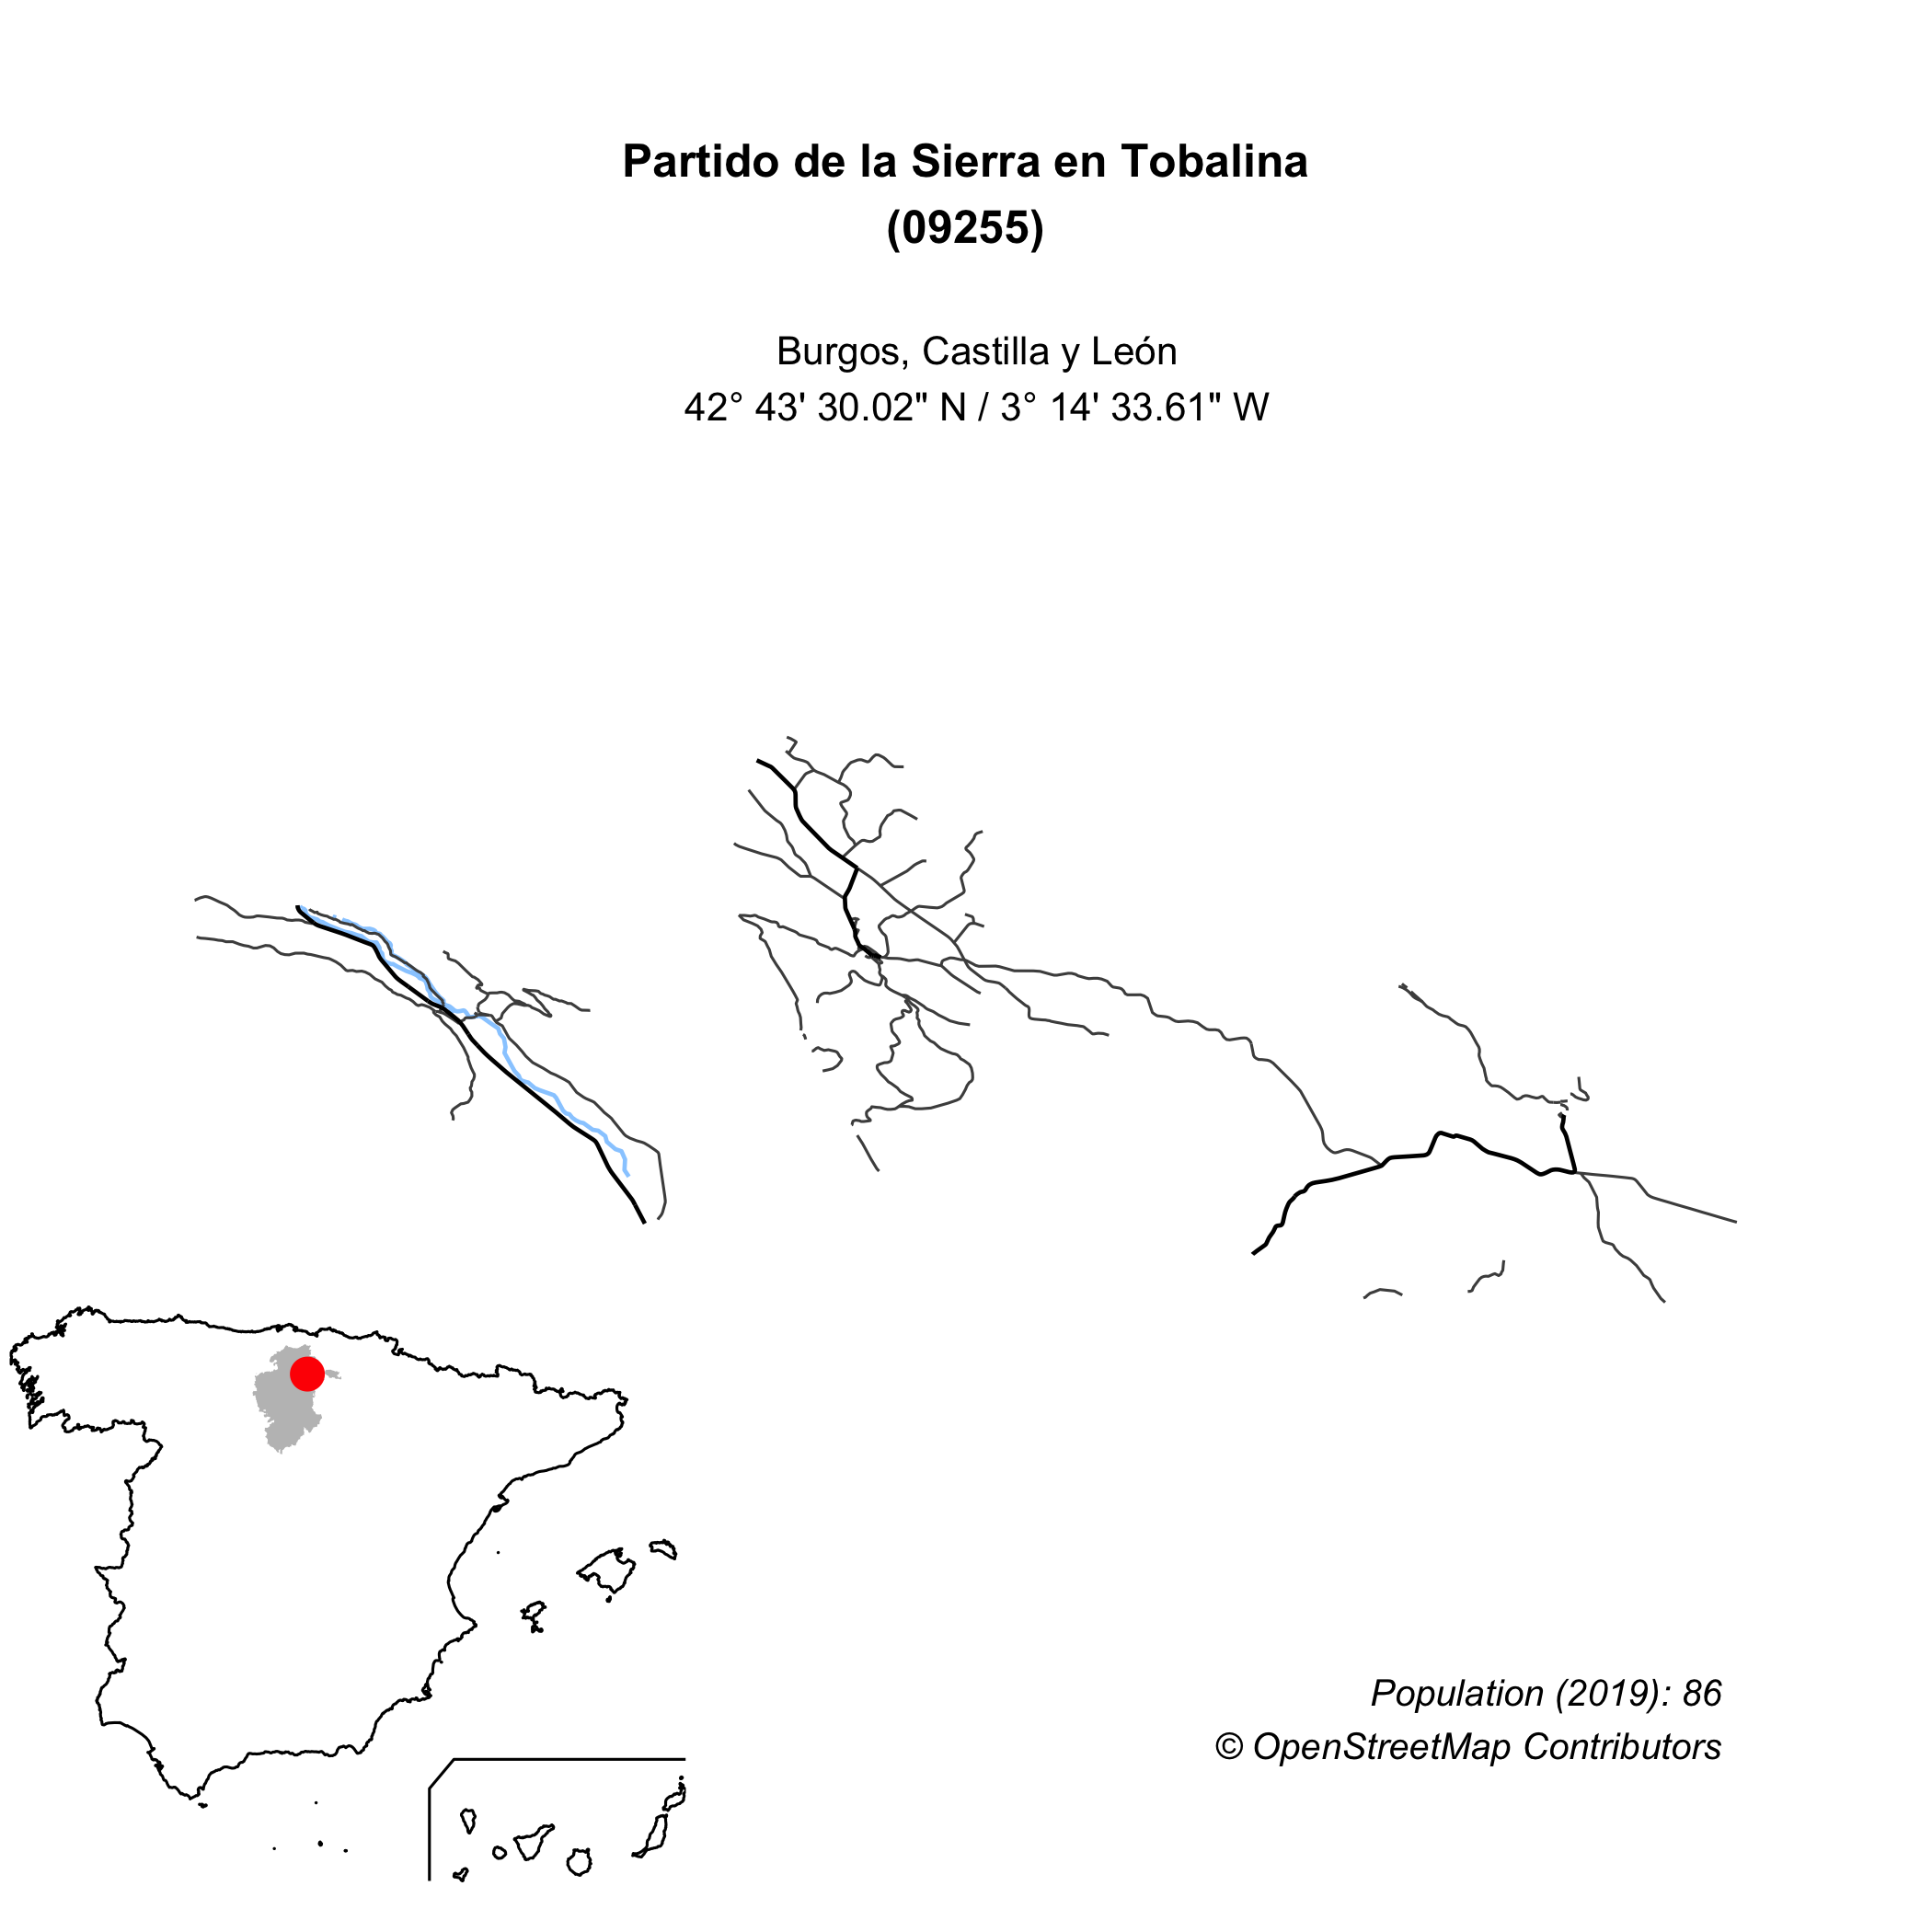 Partido de la Sierra en Tobalina
(09255)
Burgos, Castilla y León
42° 43' 30.02" N / 3° 14' 33.61" W
Population (2019): 86
© OpenStreetMap Contributors